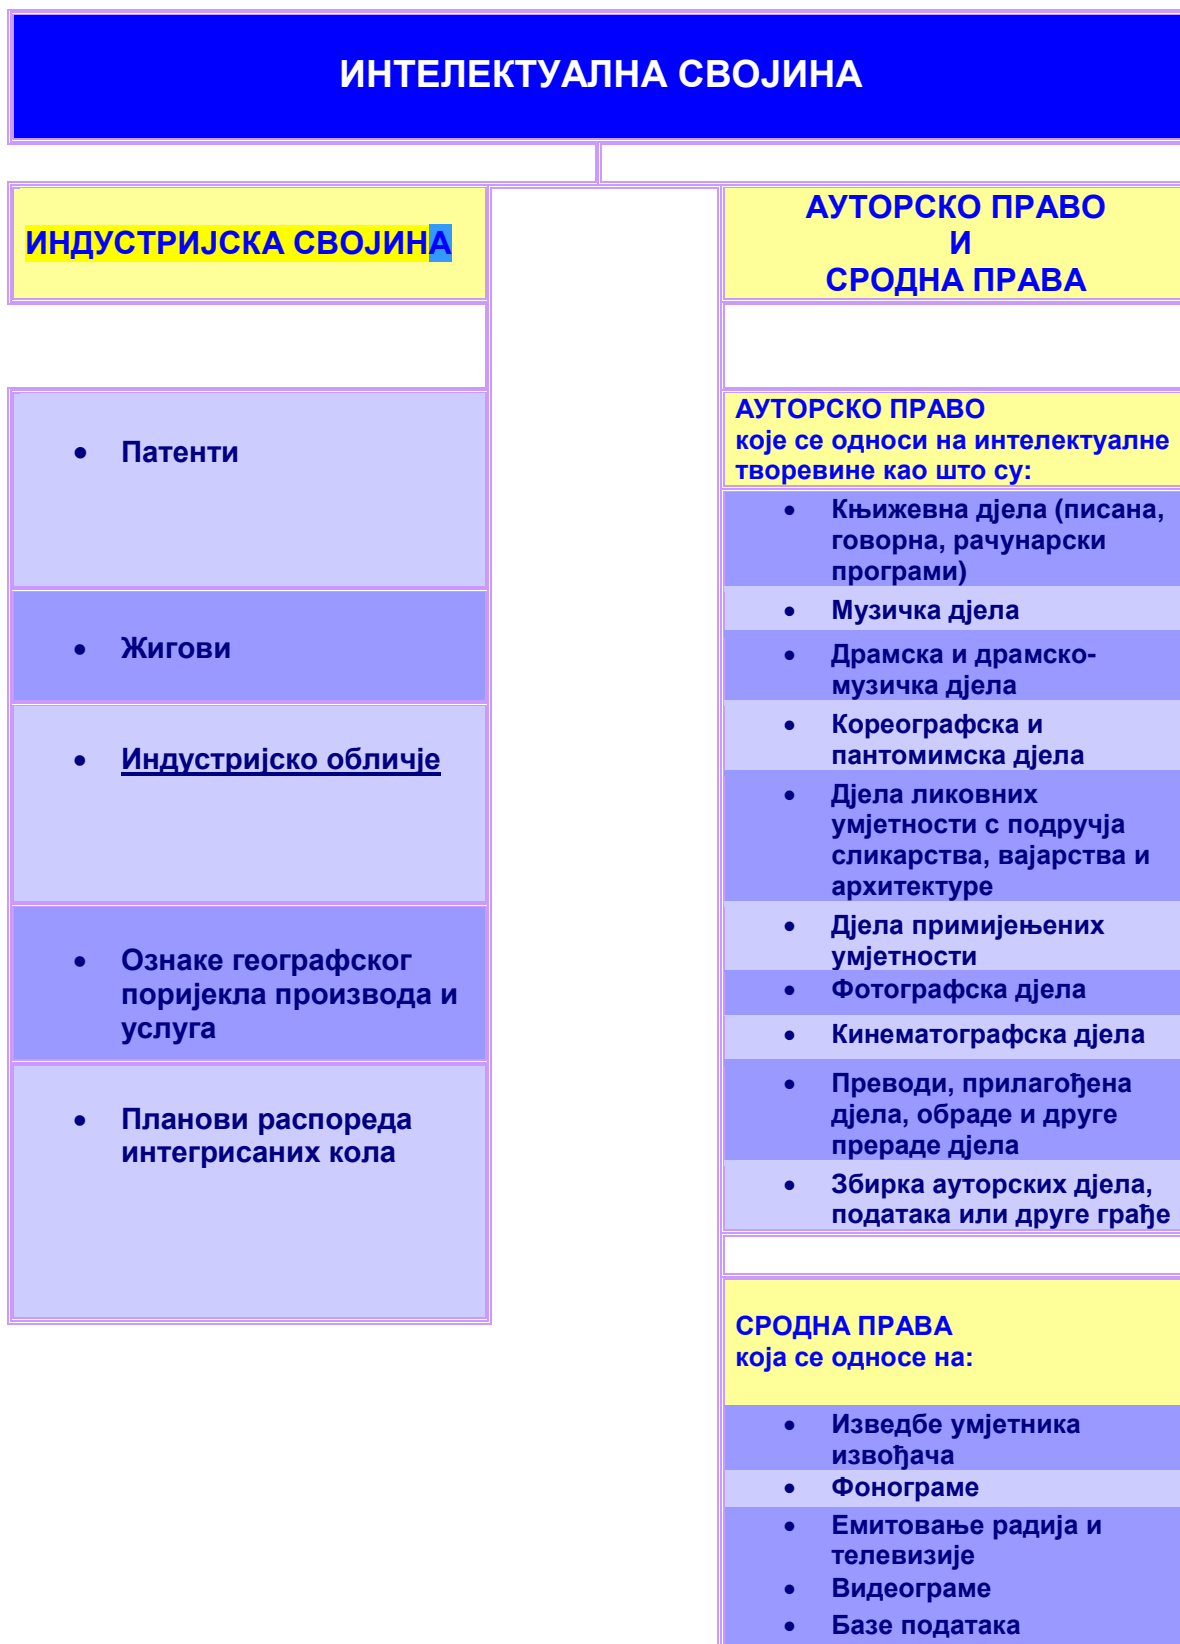 ИНТЕЛЕКТУАЛНА СВОЈИНА
ИНДУСТРИЈСКА СВОЈИНА
• Патенти
• Жигови
• Индустријско обличје
• Ознаке географског
поријекла производа и
услуга
• Планови распореда
интегрисаних кола
АУТОРСКО ПРАВО
И
СРОДНА ПРАВА
АУТОРСКО ПРАВО
које се односи на интелектуалне
творевине као што су:
• Књижевна дјела (писана,
говорна, рачунарски
програми)
• Музичка дјела
• Драмска и драмско-
музичка дјела
• Кореографска и
пантомимска дјела
• Дјела ликовних
умјетности с подручја
сликарства, вајарства и
архитектуре
• Дјела примијењених
умјетности
• Фотографска дјела
• Кинематографска дјела
• Преводи, прилагођена
дјела, обраде и друге
прераде дјела
• Збирка ауторских дјела,
података или друге грађе
СРОДНА ПРАВА
која се односе на:
• Изведбе умјетника
извођача
• Фонограме
• Емитовање радија и
телевизије
• Видеограме
• Базе података